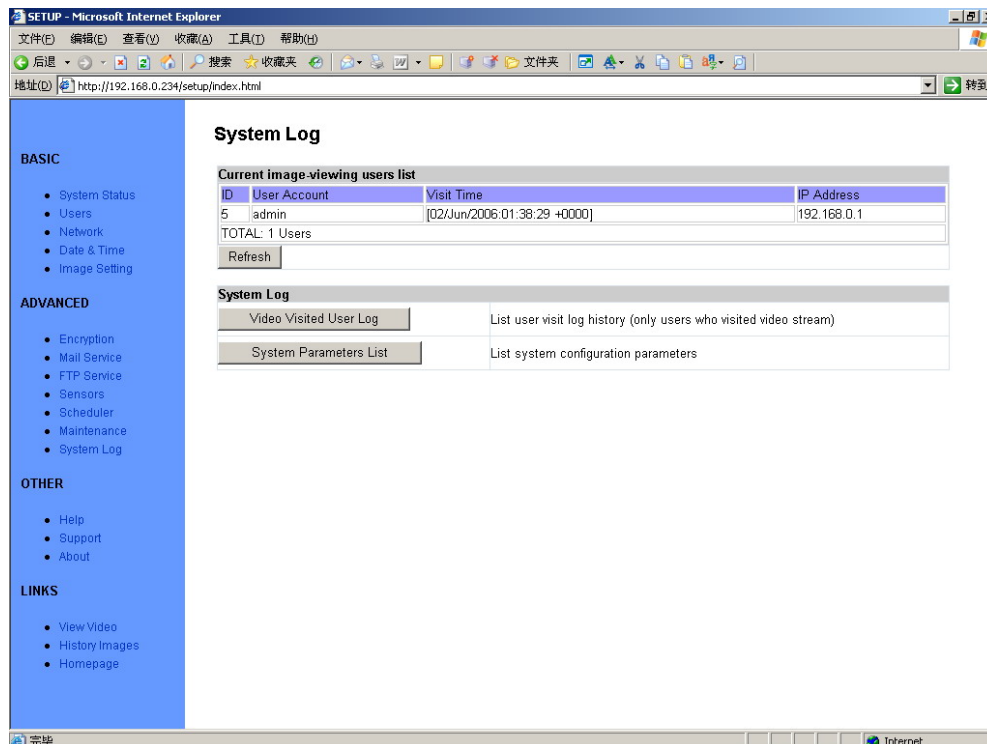 SETUP - Microsoft Internet Explorer
文件(F) 编辑(E) 查看(V) 收藏(A) 工具(T) 帮助(H)
后退 搜索 收藏夹 文件夹
地址(D) http://192.168.0.234/setup/index.html 转到
BASIC
System Status
Users
Network
Date & Time
Image Setting
ADVANCED
Encryption
Mail Service
FTP Service
Sensors
Scheduler
Maintenance
System Log
OTHER
Help
Support
About
LINKS
View Video
History Images
Homepage
System Log
Current image-viewing users list
ID User Account Visit Time IP Address
5 admin [02/Jun/2006:01:38:29 +0000] 192.168.0.1
TOTAL: 1 Users
Refresh
System Log
Video Visited User Log List user visit log history (only users who visited video stream)
System Parameters List List system configuration parameters
完毕 Internet